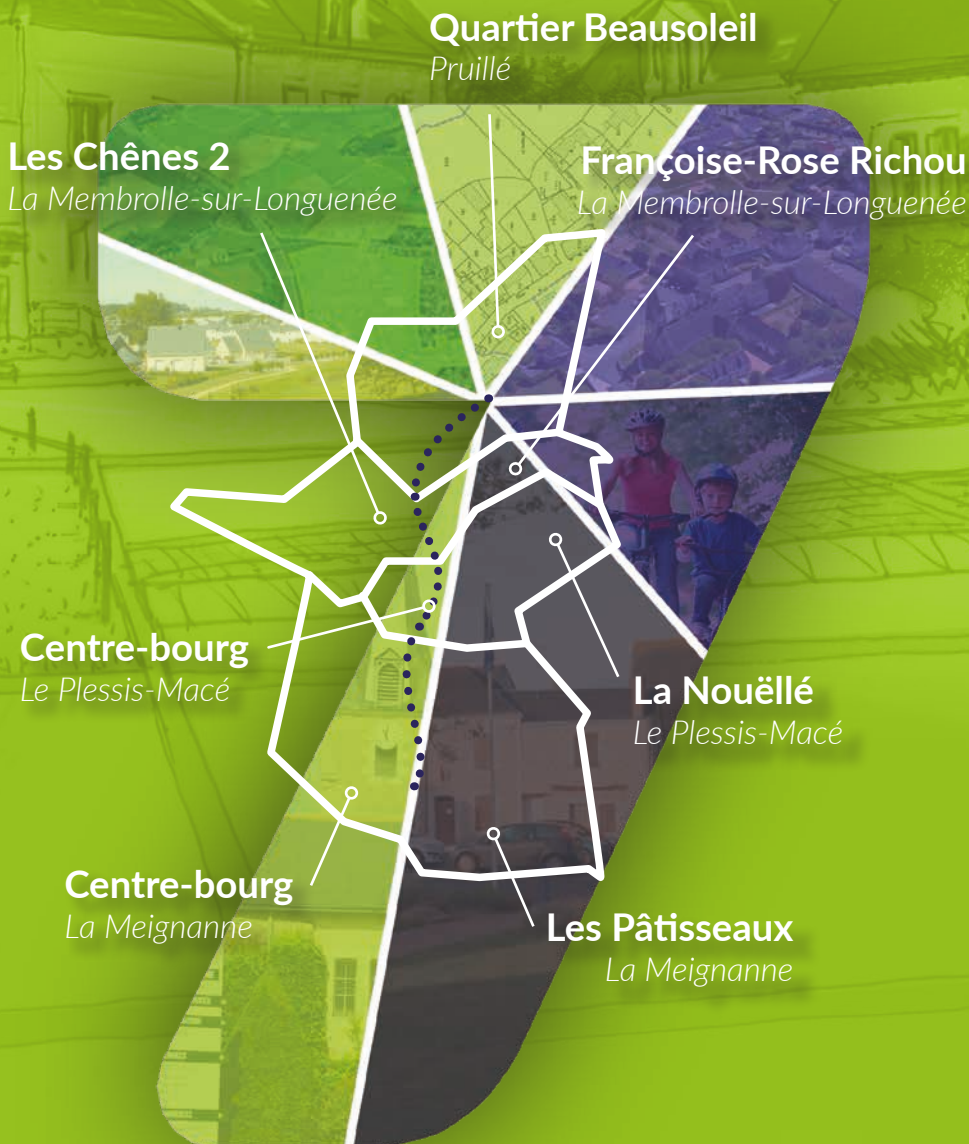 Quartier Beausoleil
Pruillé
Les Chênes 2
La Membrolle-sur-Longuenée
Françoise-Rose Richou
La Membrolle-sur-Longuenée
Centre-bourg
Le Plessis-Macé
La Nouëllé
Le Plessis-Macé
Centre-bourg
La Meignanne
Les Pâtisseaux
La Meignanne